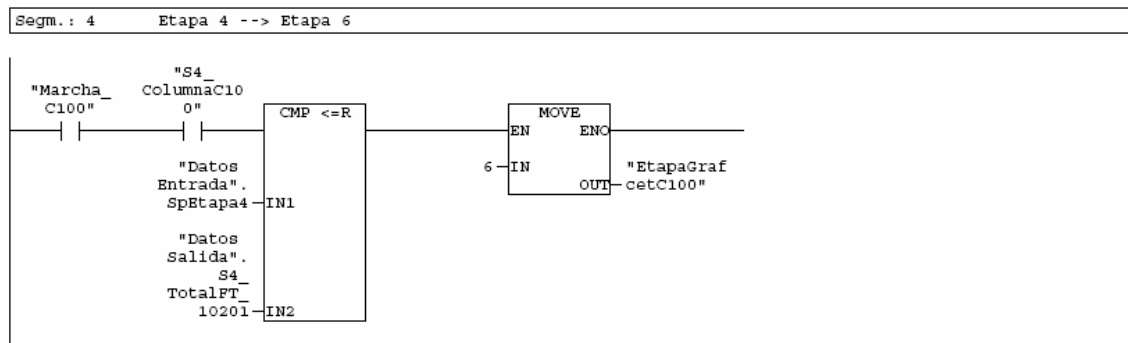 Segm.: 4 Etapa 4 --> Etapa 6
"S4_
"Marcha_ ColumnaC10
C100" 0"
CMP <=R MOVE
EN ENO
"Datos 6 IN "EtapaGraf
Entrada". OUT cetC100"
SpEtapa4 IN1
"Datos
Salida".
S4_
TotalFT_
10201 IN2